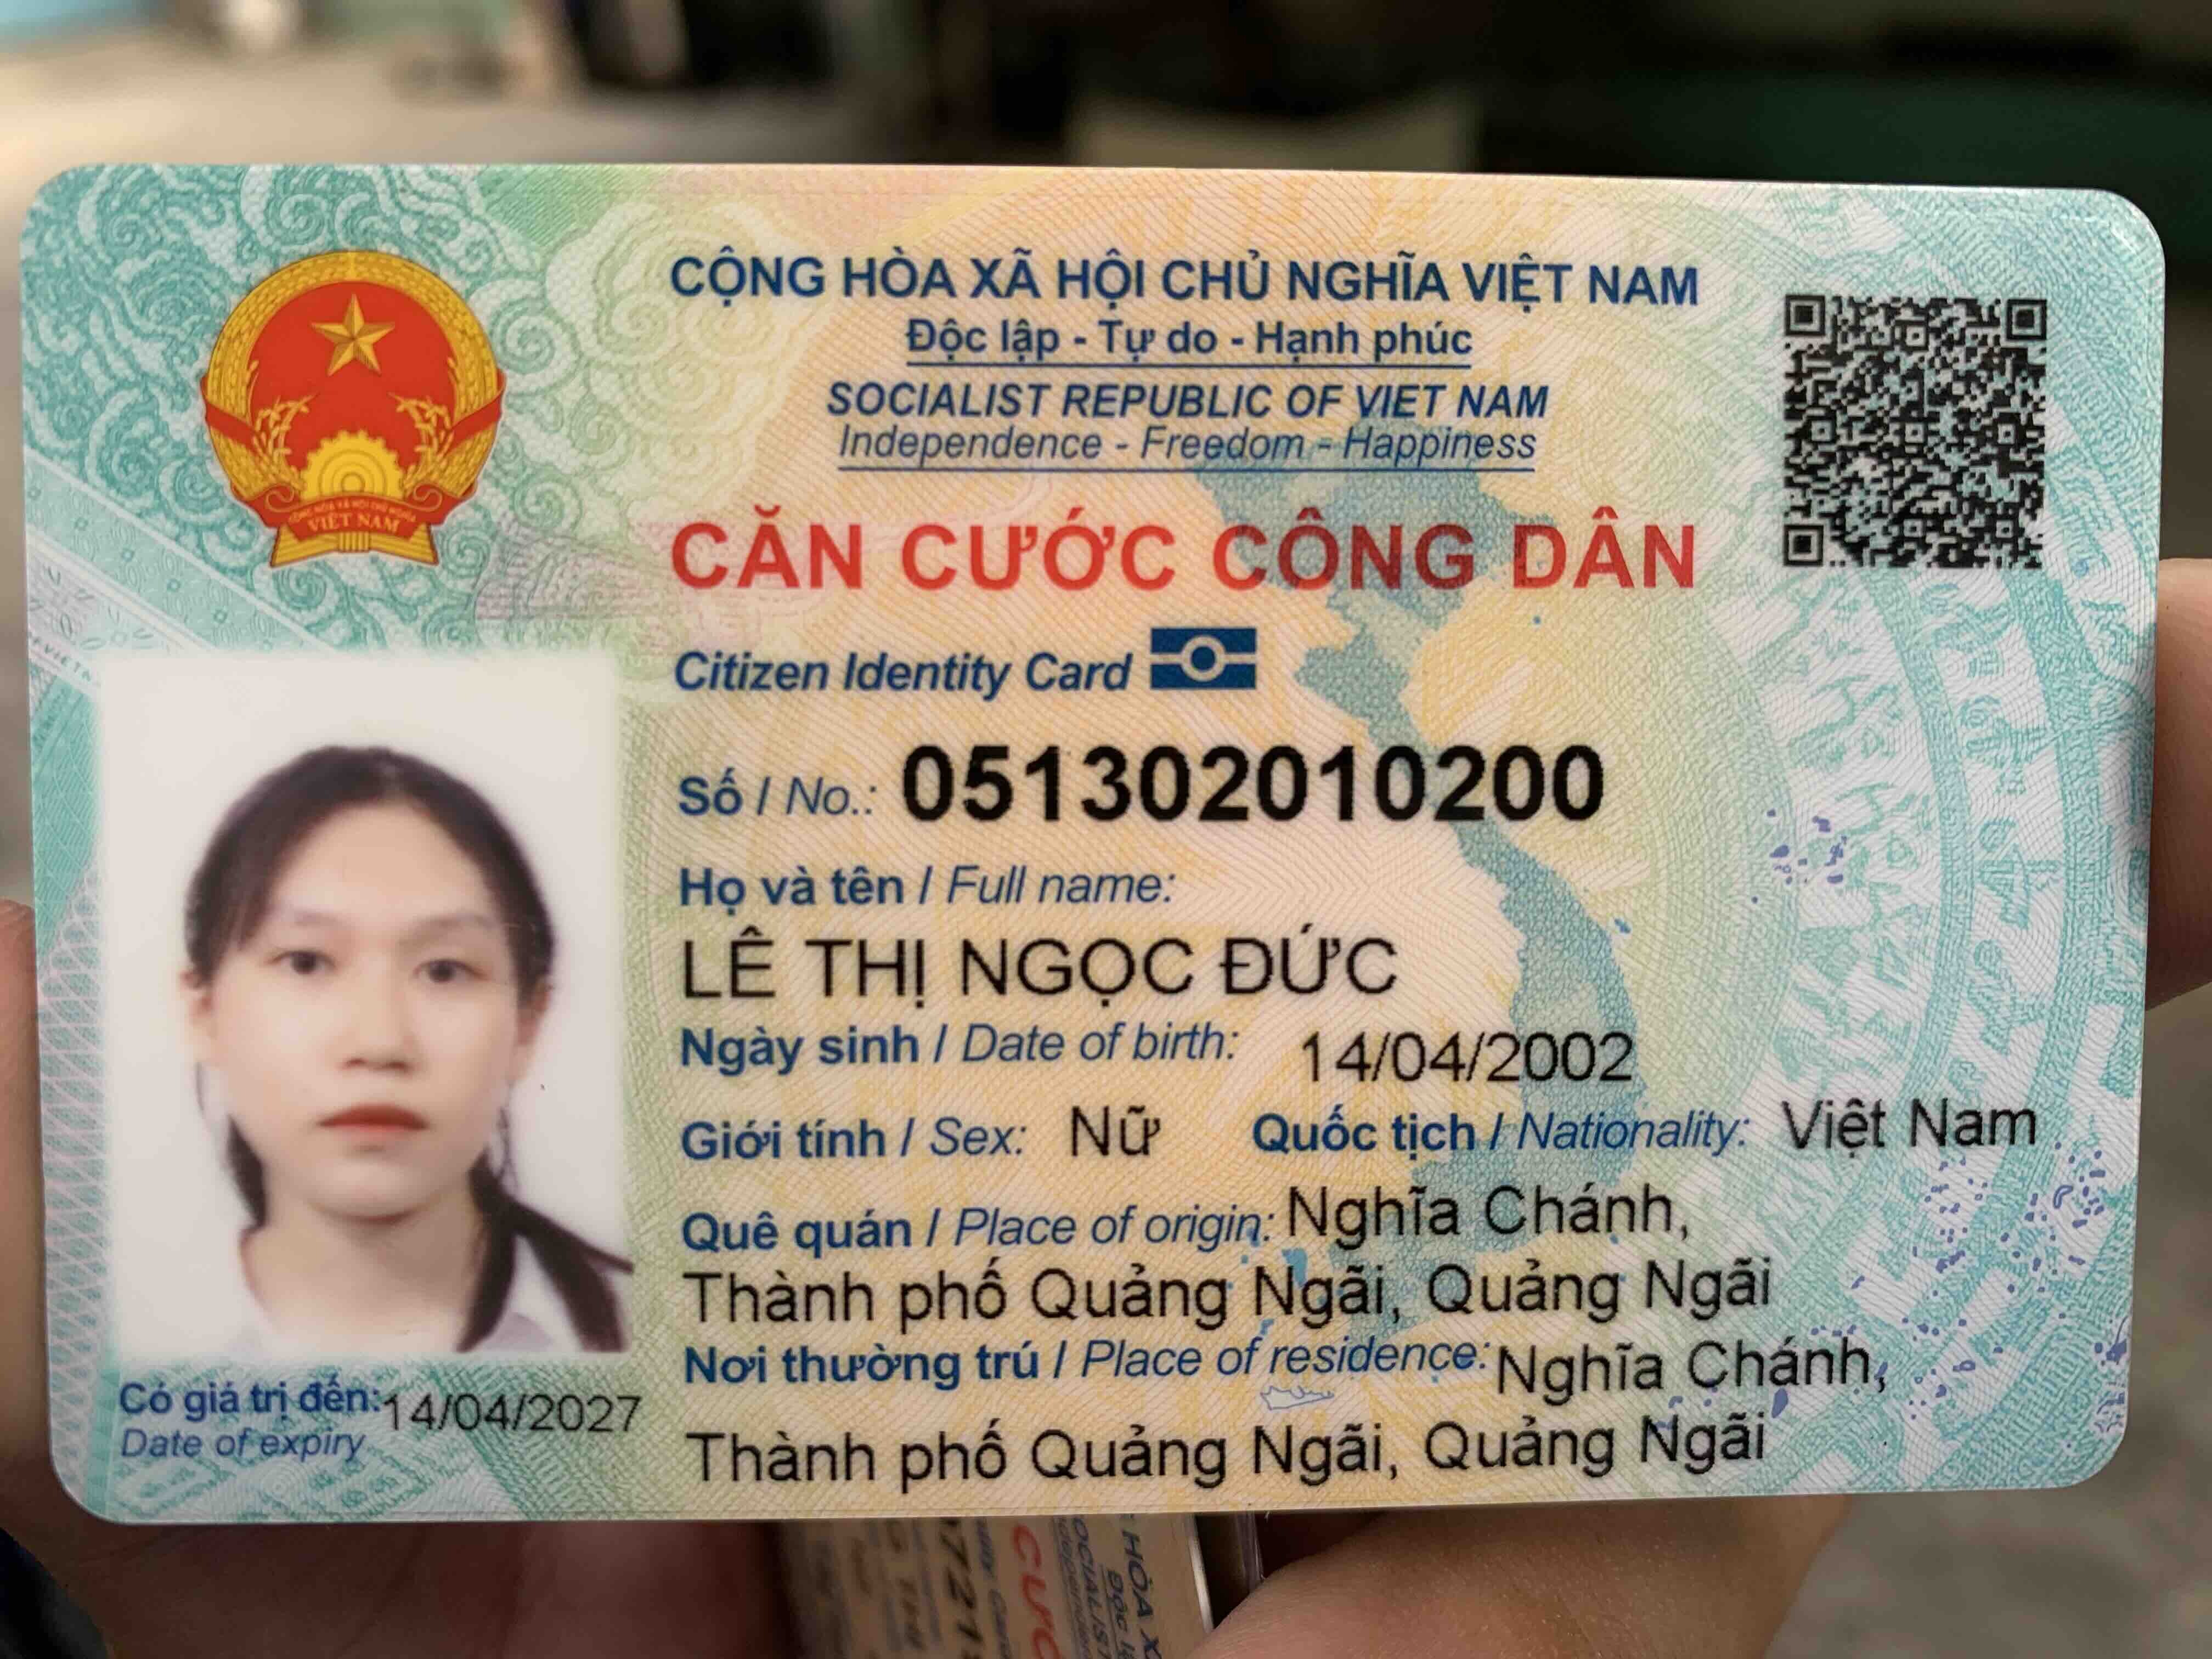 CỘNG HÒA XÃ HỘI CHỦ NGHĨA VIỆT NAM
Độc lập - Tự do - Hạnh phúc
SOCIALIST REPUBLIC OF VIET NAM
Independence - Freedom - Happiness
VIỆT NAM
CĂN CƯỚC CÔNG DÂN
Citizen Identity Card
Số / No.: 051302010200
Họ và tên / Full name:
LÊ THỊ NGỌC ĐỨC
Ngày sinh / Date of birth: 14/04/2002
Giới tính / Sex: Nữ Quốc tịch / Nationality: Việt Nam
Quê quán / Place of origin: Nghĩa Chánh,
Thành phố Quảng Ngãi, Quảng Ngãi
Nơi thường trú / Place of residence: Nghĩa Chánh,
Thành phố Quảng Ngãi, Quảng Ngãi
Có giá trị đến: 14/04/2027
Date of expiry